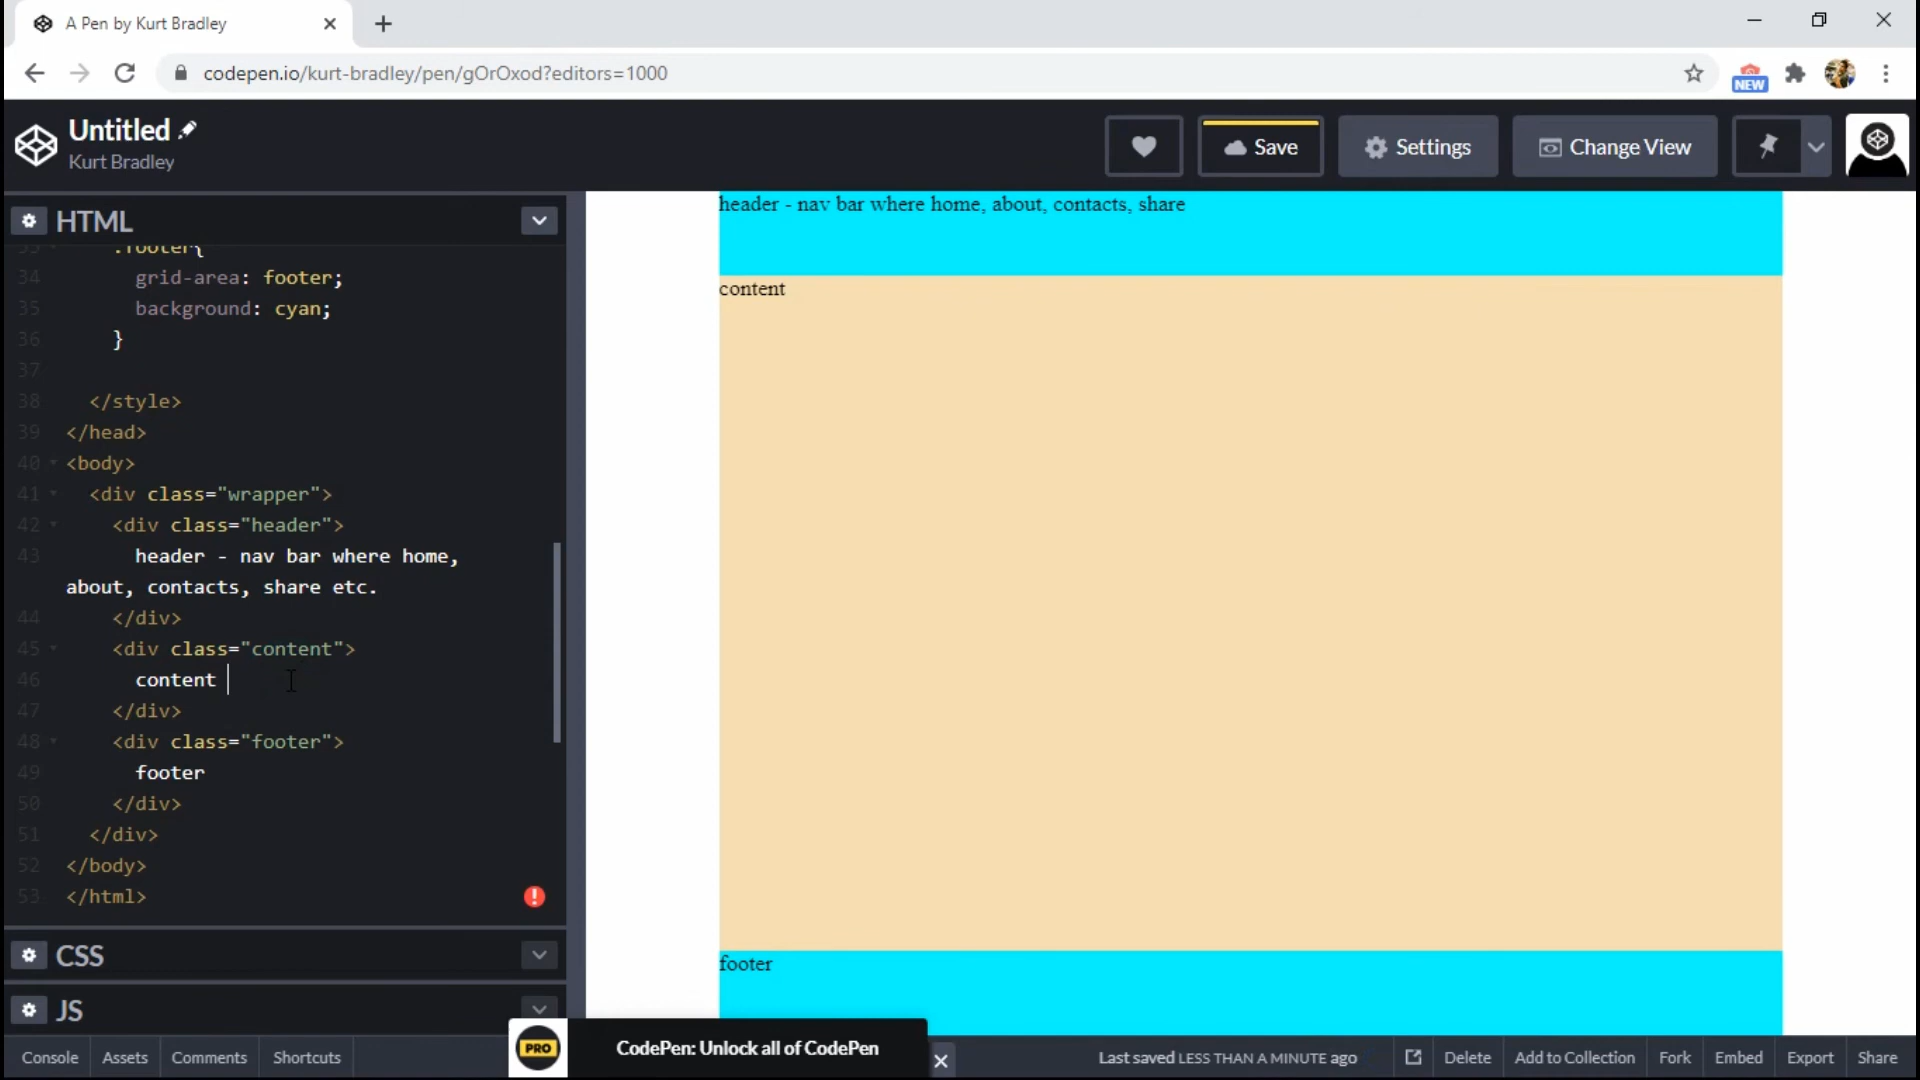 A Pen by Kurt Bradley
codepen.io/kurt-bradley/pen/gOrOxod?editors=1000
NEW
Untitled
Kurt Bradley
Save
Settings
Change View
HTML
33 .footer{
34 grid-area: footer;
35 background: cyan;
36 }
37
38 </style>
39 </head>
40 <body>
41 <div class="wrapper">
42 <div class="header">
43 header - nav bar where home,
about, contacts, share etc.
44 </div>
45 <div class="content">
46 content
47 </div>
48 <div class="footer">
49 footer
50 </div>
51 </div>
52 </body>
53 </html>
CSS
JS
header - nav bar where home, about, contacts, share
content
footer
PRO
CodePen: Unlock all of CodePen
Console
Assets
Comments
Shortcuts
Last saved LESS THAN A MINUTE ago
Delete
Add to Collection
Fork
Embed
Export
Share